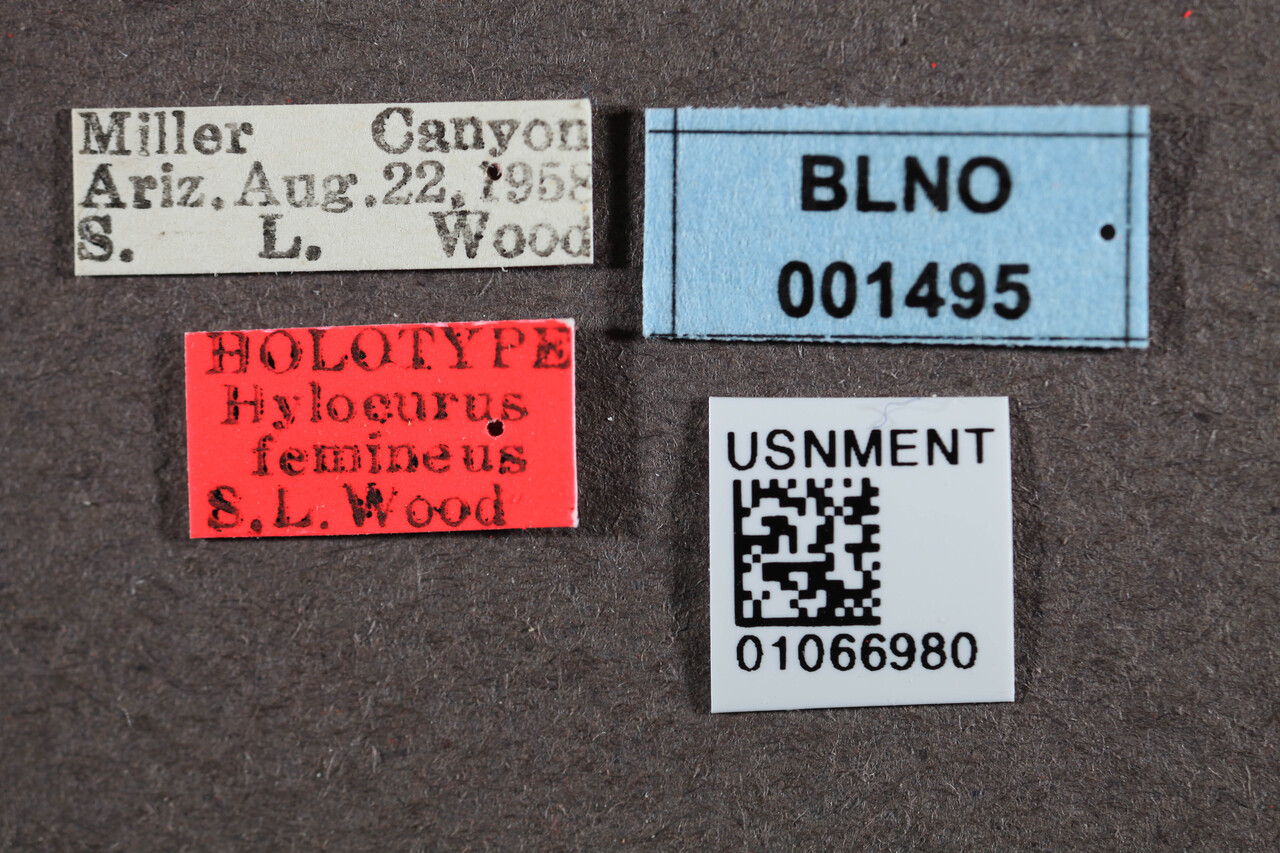 Miller Canyon
Ariz. Aug. 22, 1958
S. L. Wood
BLNO
001495
HOLOTYPE
Hylocurus
femineus
S. L. Wood
USNMENT
01066980